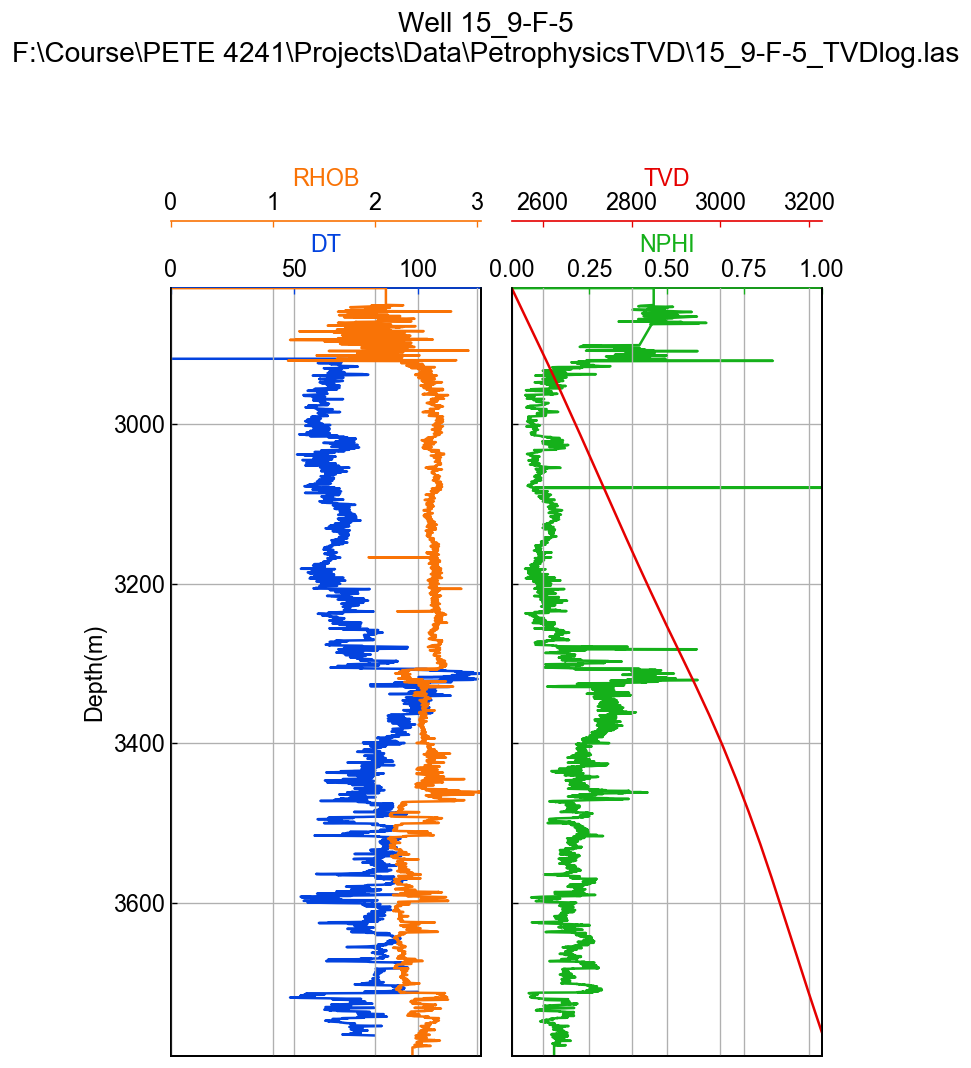 Well 15_9-F-5
F:\Course\PETE 4241\Projects\Data\PetrophysicsTVD\15_9-F-5_TVDlog.las
RHOB
0 1 2 3
DT
0 50 100
TVD
2600 2800 3000 3200
NPHI
0.00 0.25 0.50 0.75 1.00
Depth(m)
3000
3200
3400
3600